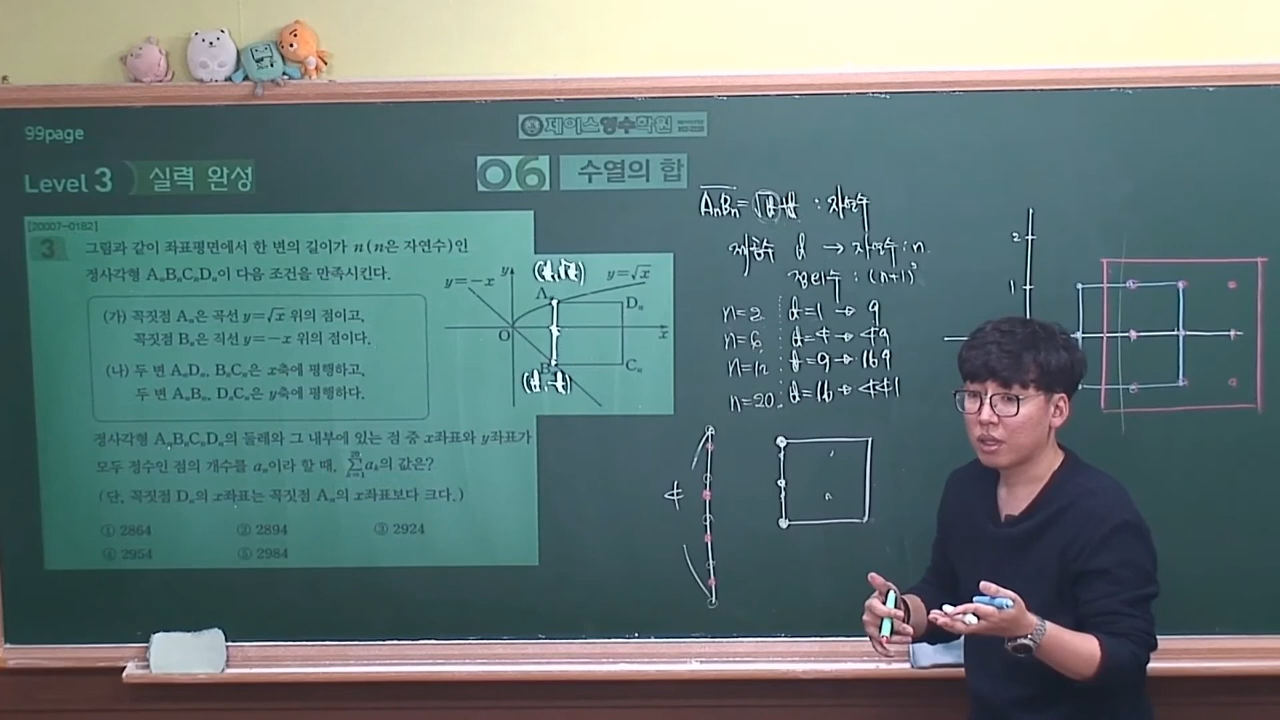 99page
제이스영수학원
Level 3 실력 완성
06 수열의 합
[20007-0182]
3 그림과 같이 좌표평면에서 한 변의 길이가 n(n은 자연수)인
정사각형 AₙBₙCₙDₙ이 다음 조건을 만족시킨다.
(가) 꼭짓점 Aₙ은 곡선 y=√x 위의 점이고,
꼭짓점 Bₙ은 직선 y=-x 위의 점이다.
(나) 두 변 AₙDₙ, BₙCₙ은 x축에 평행하고,
두 변 AₙBₙ, DₙCₙ은 y축에 평행하다.
정사각형 AₙBₙCₙDₙ의 둘레와 그 내부에 있는 점 중 x좌표와 y좌표가
모두 정수인 점의 개수를 aₙ이라 할 때, \sum_{k=1}^{20} aₖ의 값은?
(단, 꼭짓점 Dₙ의 x좌표는 꼭짓점 Aₙ의 x좌표보다 크다.)
① 2864 ② 2894 ③ 2924
④ 2954 ⑤ 2984
y=-x
y
y=√x
Dₙ
O
x
Cₙ
AₙBₙ= : 자연수
→ 자연수: n
정리수 : (n+1)²
n=2 : t=1 → 9
n=6 : t=4 → 49
n=12 : t=9 → 169
n=20 : t=16 → 441
2
1
n